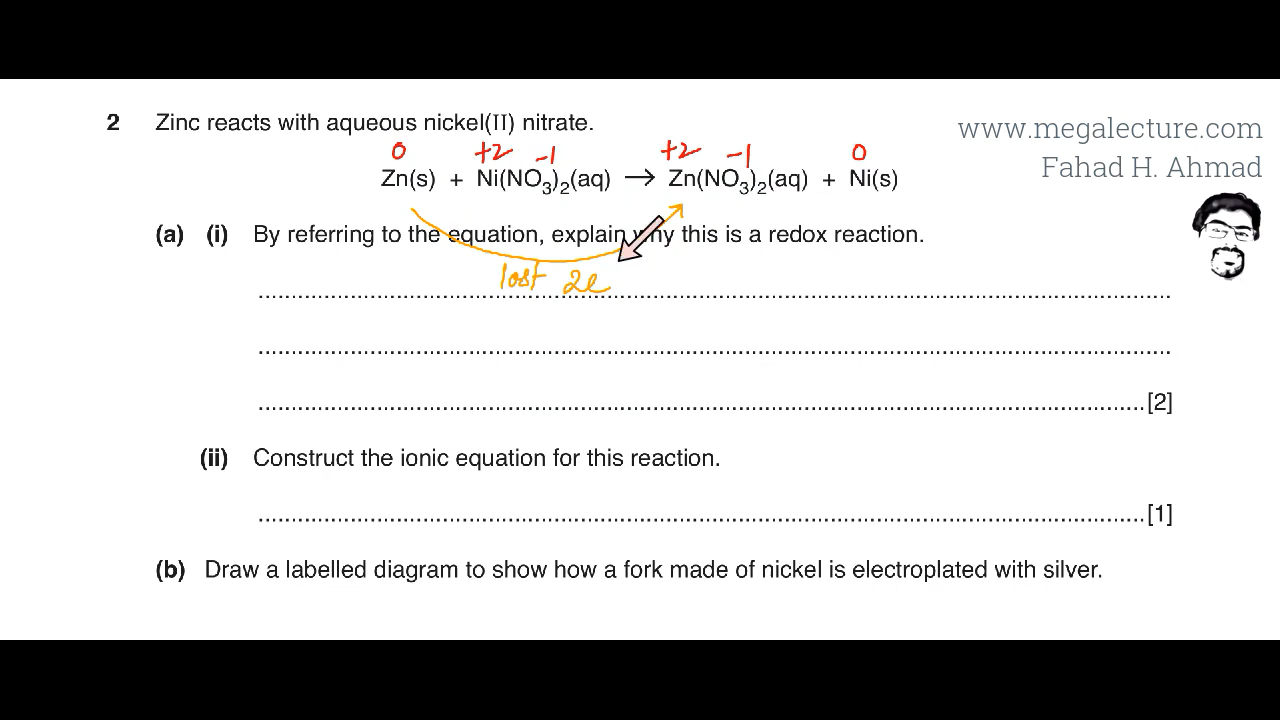 www.megalecture.com
Fahad H. Ahmad
2 Zinc reacts with aqueous nickel(II) nitrate.
0 +2 -1 +2 -1 0
Zn(s) + Ni(NO3)2(aq) → Zn(NO3)2(aq) + Ni(s)
(a) (i) By referring to the equation, explain why this is a redox reaction.
lost 2e
[2]
(ii) Construct the ionic equation for this reaction.
[1]
(b) Draw a labelled diagram to show how a fork made of nickel is electroplated with silver.